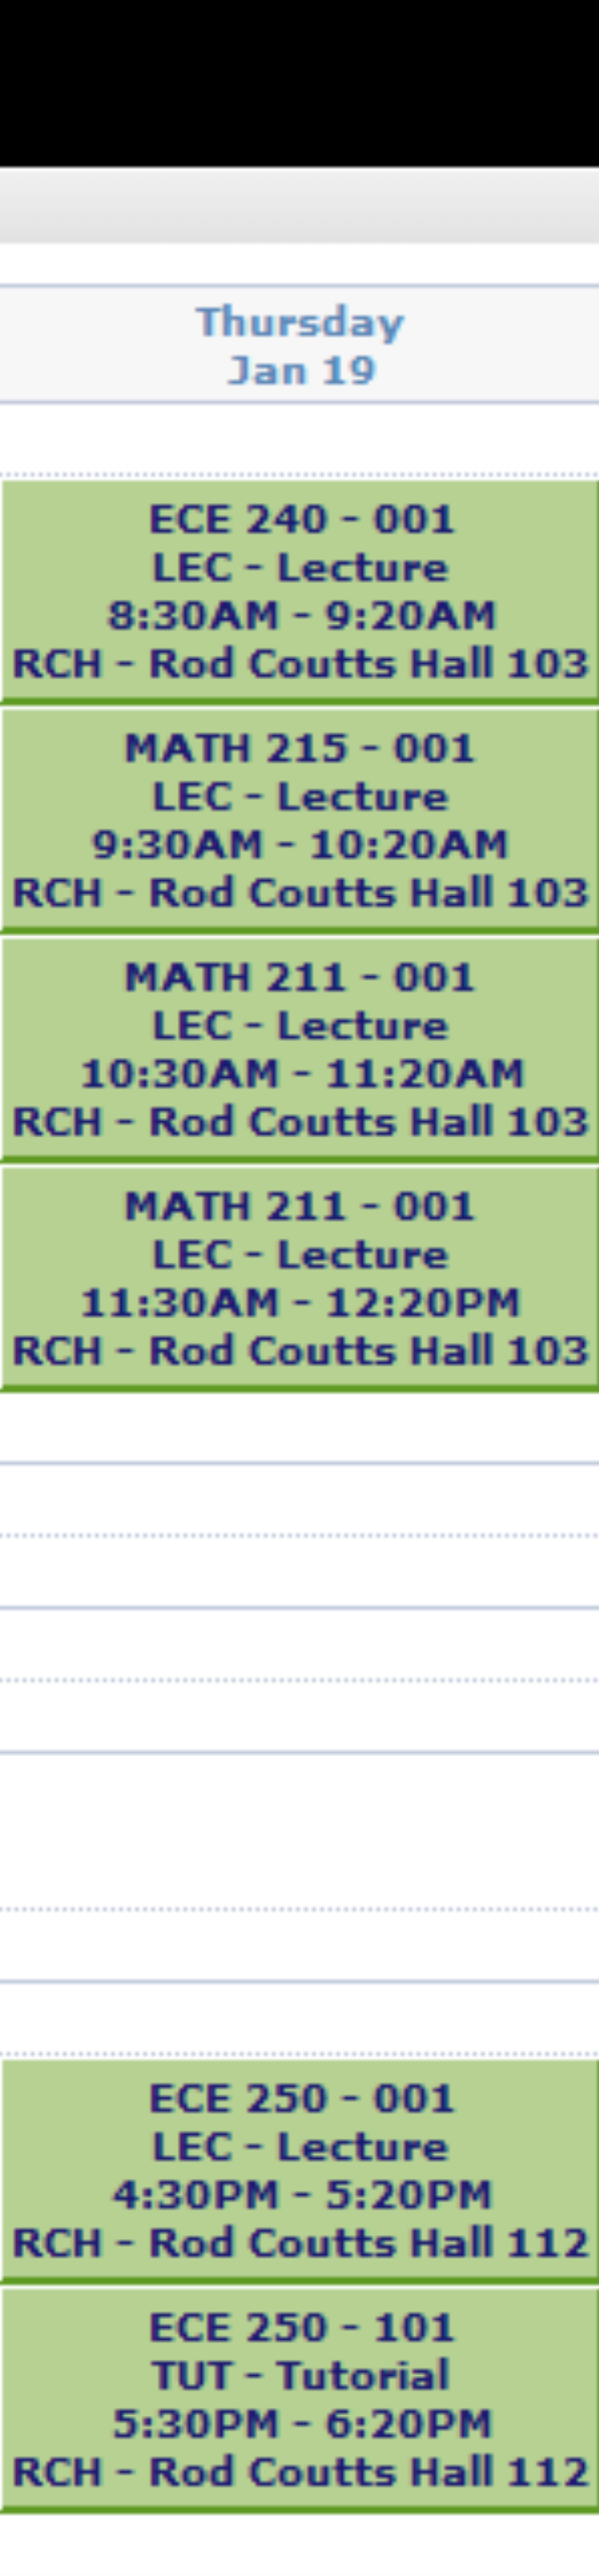 Thursday
Jan 19
ECE 240 - 001
LEC - Lecture
8:30AM - 9:20AM
RCH - Rod Coutts Hall 103
MATH 215 - 001
LEC - Lecture
9:30AM - 10:20AM
RCH - Rod Coutts Hall 103
MATH 211 - 001
LEC - Lecture
10:30AM - 11:20AM
RCH - Rod Coutts Hall 103
MATH 211 - 001
LEC - Lecture
11:30AM - 12:20PM
RCH - Rod Coutts Hall 103
ECE 250 - 001
LEC - Lecture
4:30PM - 5:20PM
RCH - Rod Coutts Hall 112
ECE 250 - 101
TUT - Tutorial
5:30PM - 6:20PM
RCH - Rod Coutts Hall 112